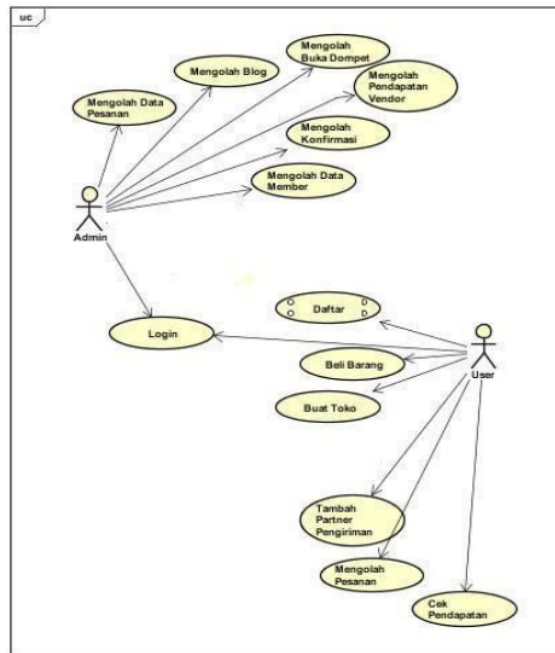 uc
Mengolah
Buka Dompet
Mengolah Blog
Mengolah
Pendapatan
Vendor
Mengolah Data
Pesanan
Mengolah
Konfirmasi
Mengolah Data
Member
Admin
Daftar
Login
Beli Barang
User
Buat Toko
Tambah
Partner
Pengiriman
Mengolah
Pesanan
Cek
Pendapatan